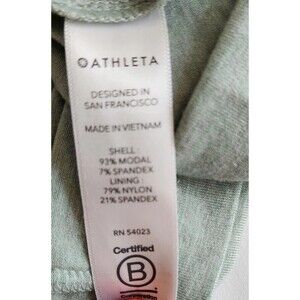 ATHLETA
DESIGNED IN
SAN FRANCISCO
MADE IN VIETNAM
SHELL :
93% MODAL
7% SPANDEX
LINING :
79% NYLON
21% SPANDEX
RN 54023
Certified
B
Corporation